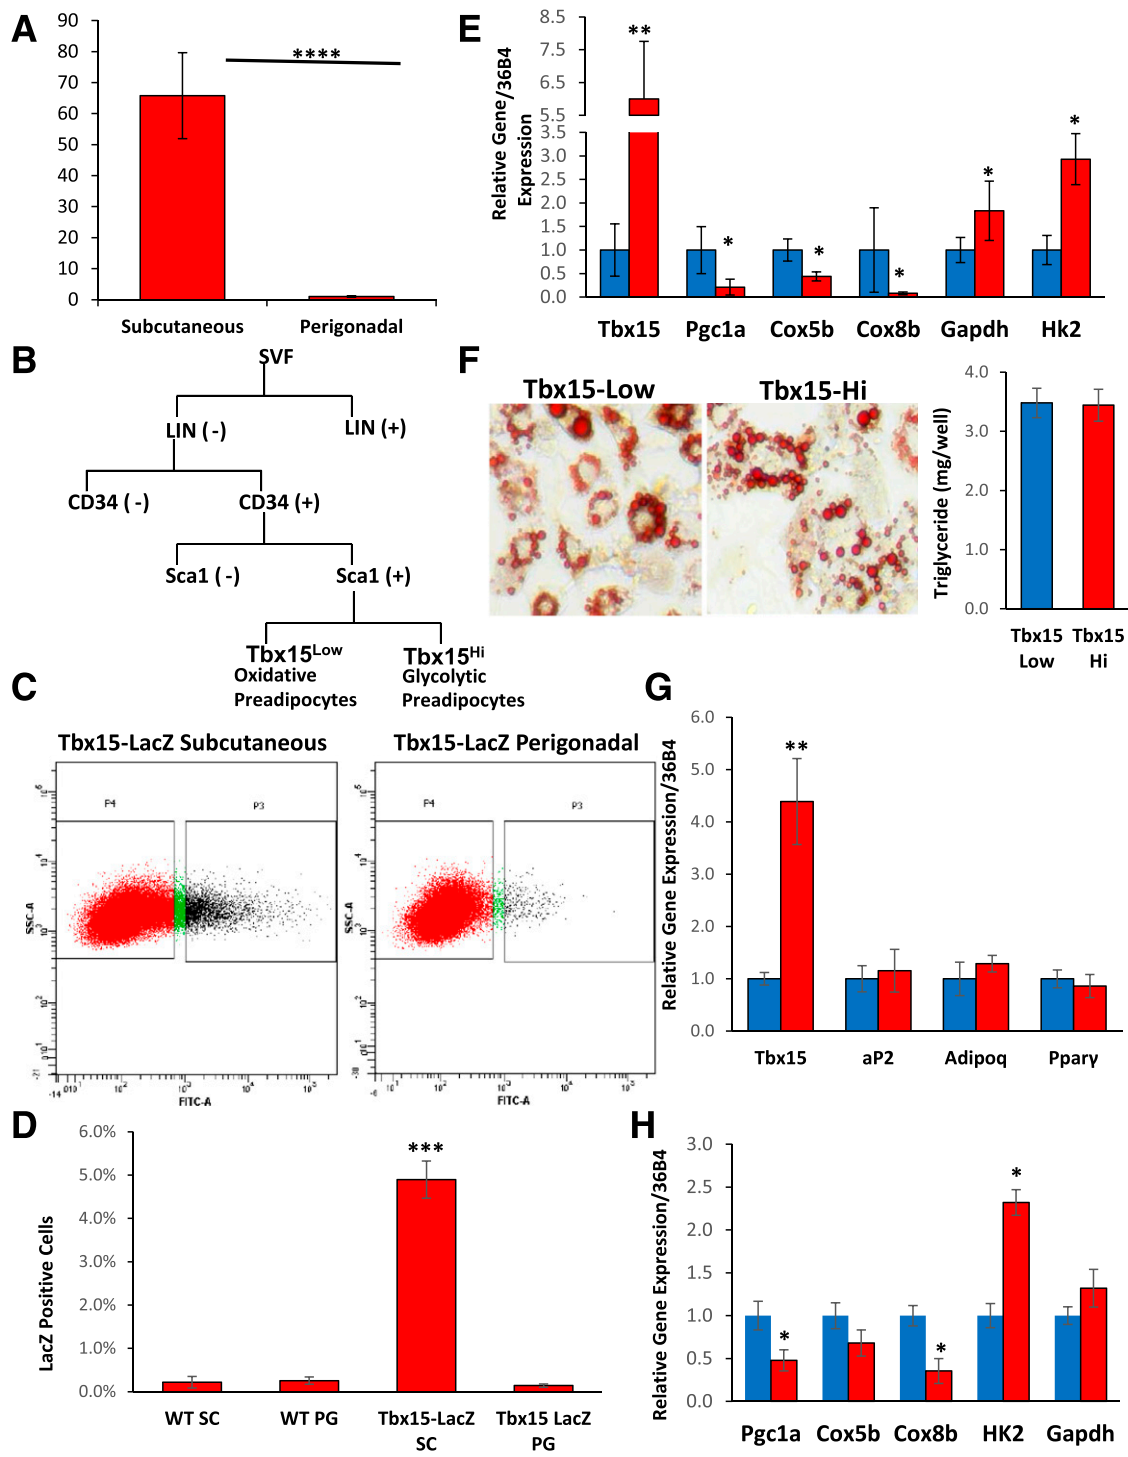 A
90
80
70
60
50
40
30
20
10
0
****
Subcutaneous
Perigonadal
B
SVF
LIN (-)
LIN (+)
CD34 (-)
CD34 (+)
Sca1 (-)
Sca1 (+)
Tbx15Low
Oxidative
Preadipocytes
Tbx15Hi
Glycolytic
Preadipocytes
C
Tbx15-LacZ Subcutaneous
P4
P3
SSC-A
FITC-A
Tbx15-LacZ Perigonadal
P4
P3
SSC-A
FITC-A
D
LacZ Positive Cells
6.0%
5.0%
4.0%
3.0%
2.0%
1.0%
0.0%
***
WT SC
WT PG
Tbx15-LacZ
SC
Tbx15 LacZ
PG
E
Relative Gene/36B4
Expression
8.5
7.5
6.5
5.5
3.5
3.0
2.5
2.0
1.5
1.0
0.5
0.0
**
*
*
*
*
*
Tbx15
Pgc1a
Cox5b
Cox8b
Gapdh
Hk2
F
Tbx15-Low
Tbx15-Hi
Triglyceride (mg/well)
4.0
3.0
2.0
1.0
0.0
Tbx15
Low
Tbx15
Hi
G
Relative Gene Expression/36B4
6.0
5.0
4.0
3.0
2.0
1.0
0.0
**
Tbx15
aP2
Adipoq
Pparγ
H
Relative Gene Expression/36B4
3.0
2.5
2.0
1.5
1.0
0.5
0.0
*
*
*
Pgc1a
Cox5b
Cox8b
HK2
Gapdh